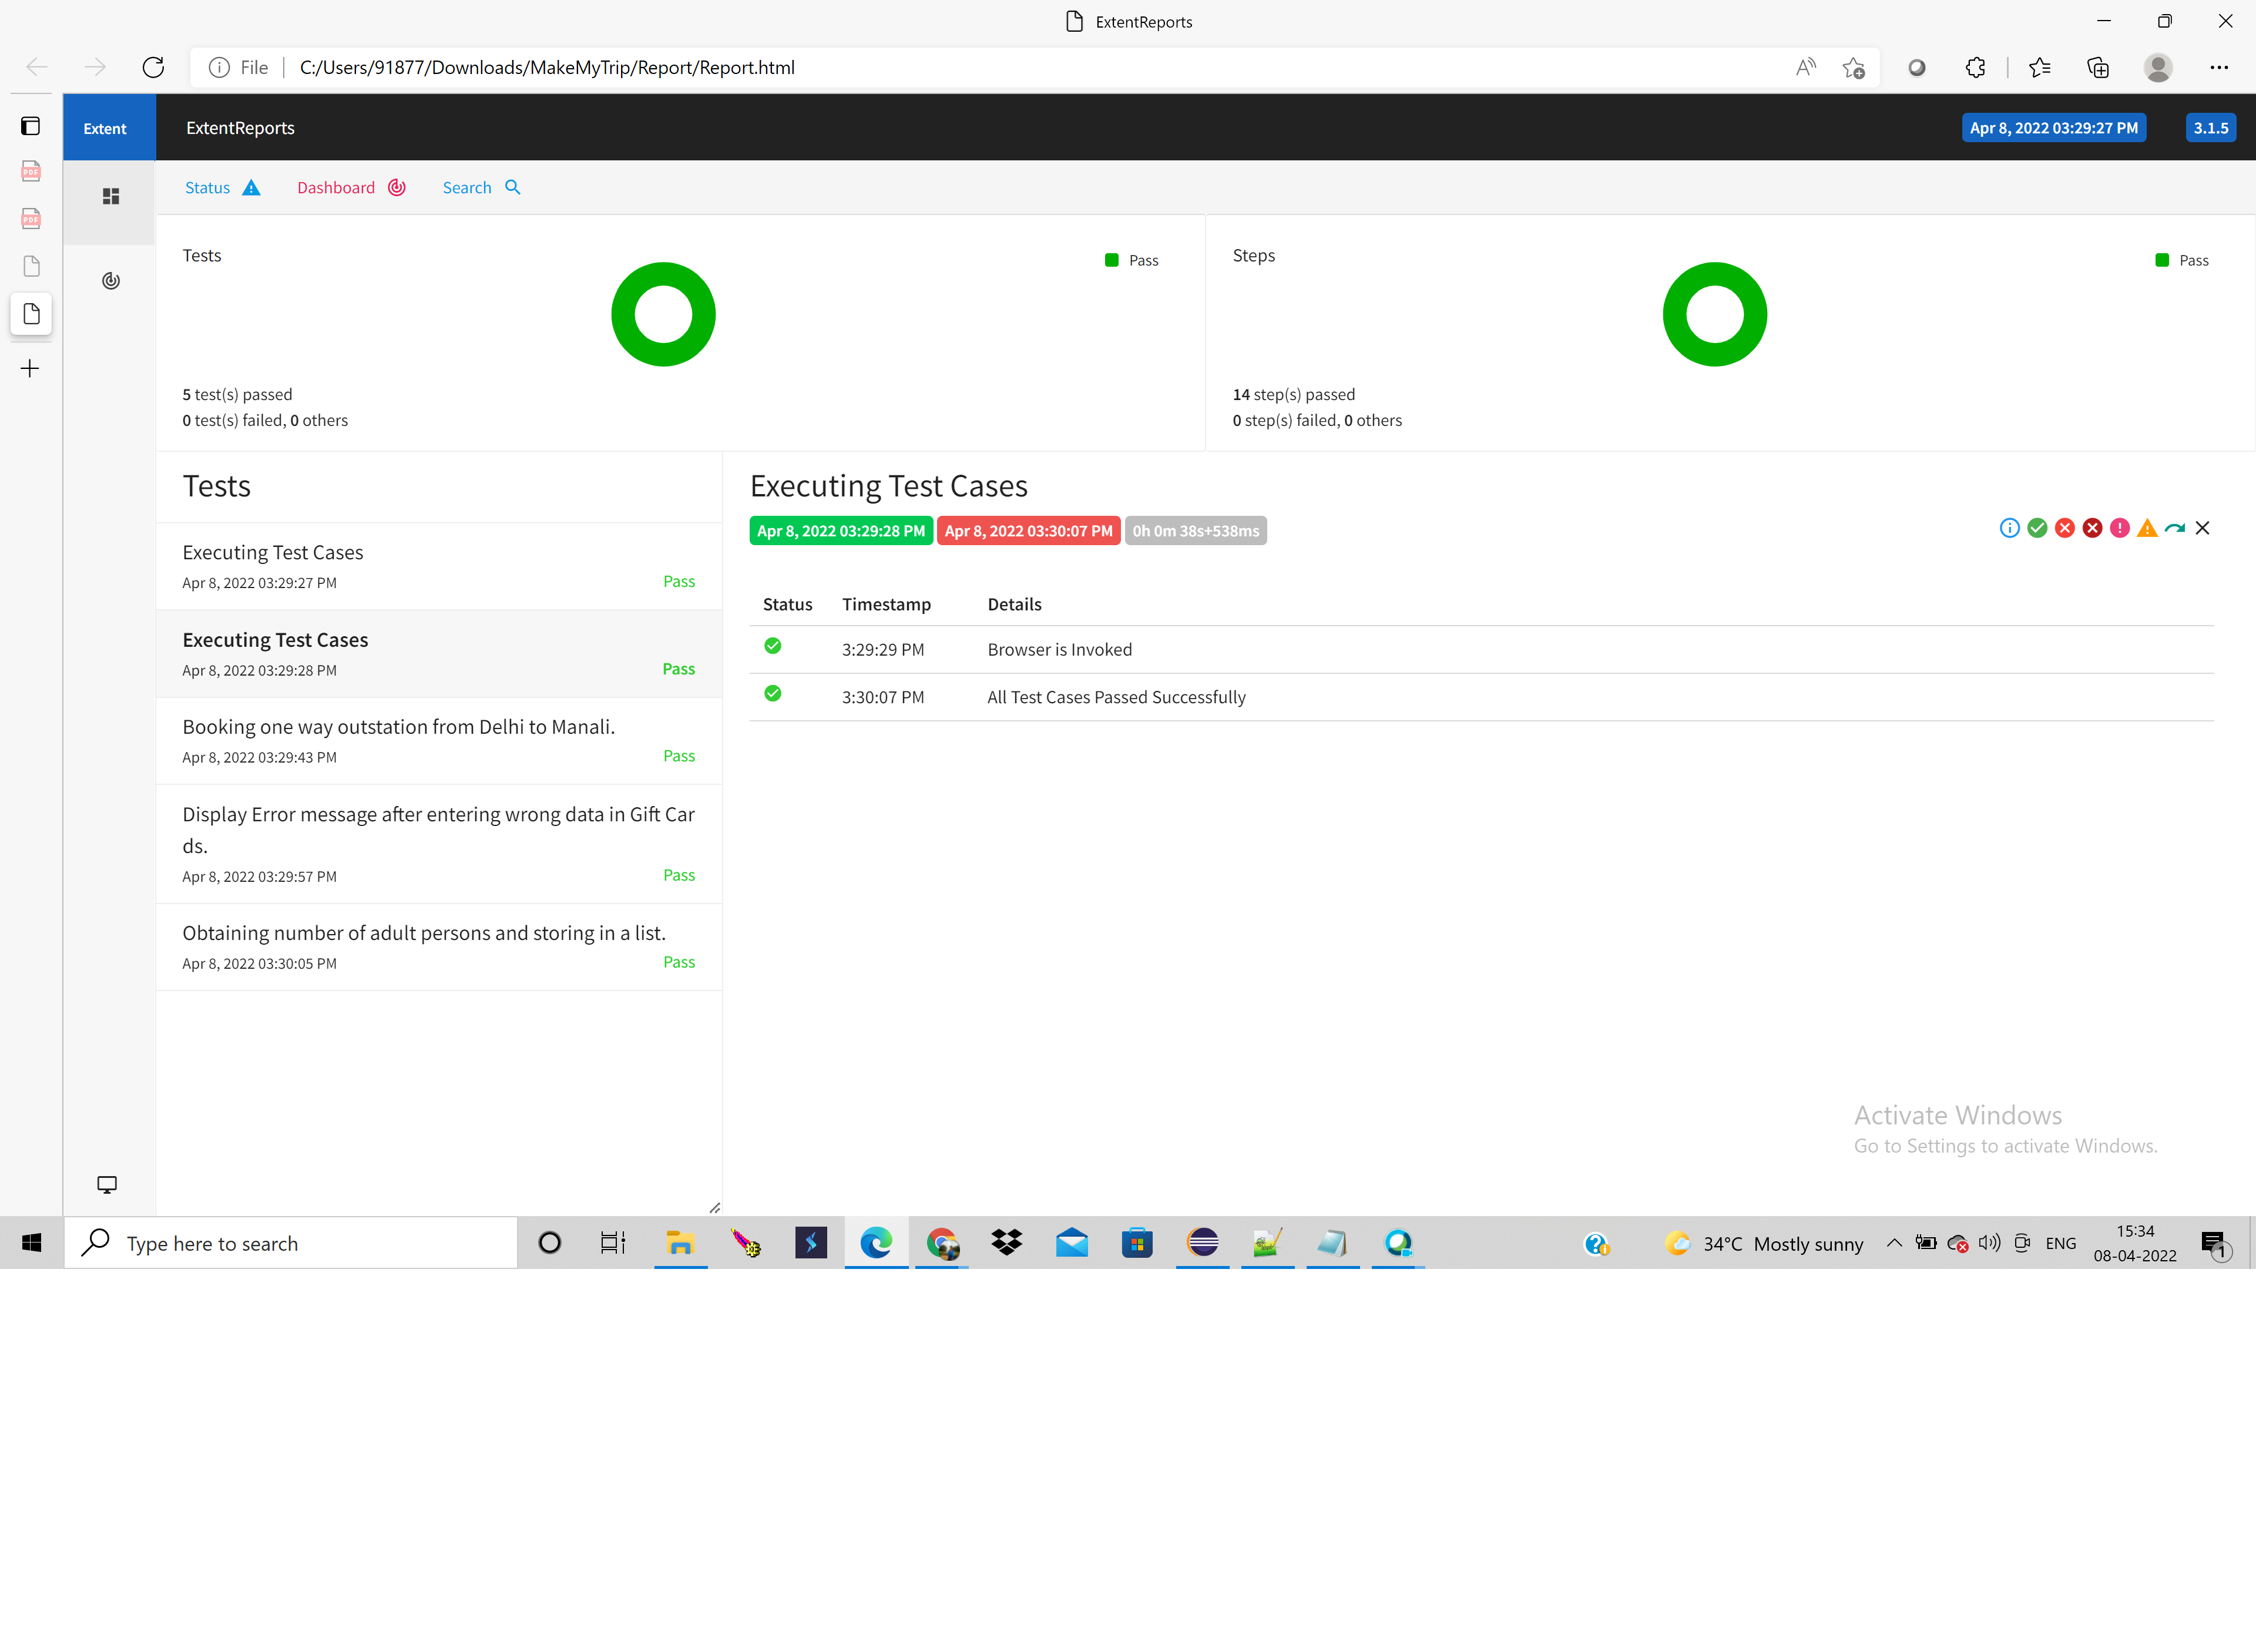 ExtentReports
File C:/Users/91877/Downloads/MakeMyTrip/Report/Report.html
Extent ExtentReports Apr 8, 2022 03:29:27 PM 3.1.5
Status Dashboard Search
Tests
Pass
5 test(s) passed
0 test(s) failed, 0 others
Steps
Pass
14 step(s) passed
0 step(s) failed, 0 others
Tests
Executing Test Cases
Apr 8, 2022 03:29:27 PM Pass
Executing Test Cases
Apr 8, 2022 03:29:28 PM Pass
Booking one way outstation from Delhi to Manali.
Apr 8, 2022 03:29:43 PM Pass
Display Error message after entering wrong data in Gift Car
ds.
Apr 8, 2022 03:29:57 PM Pass
Obtaining number of adult persons and storing in a list.
Apr 8, 2022 03:30:05 PM Pass
Executing Test Cases
Apr 8, 2022 03:29:28 PM Apr 8, 2022 03:30:07 PM 0h 0m 38s+538ms
Status Timestamp Details
3:29:29 PM Browser is Invoked
3:30:07 PM All Test Cases Passed Successfully
Activate Windows
Go to Settings to activate Windows.
Type here to search
34°C Mostly sunny
ENG
15:34
08-04-2022
1
PDF
PDF